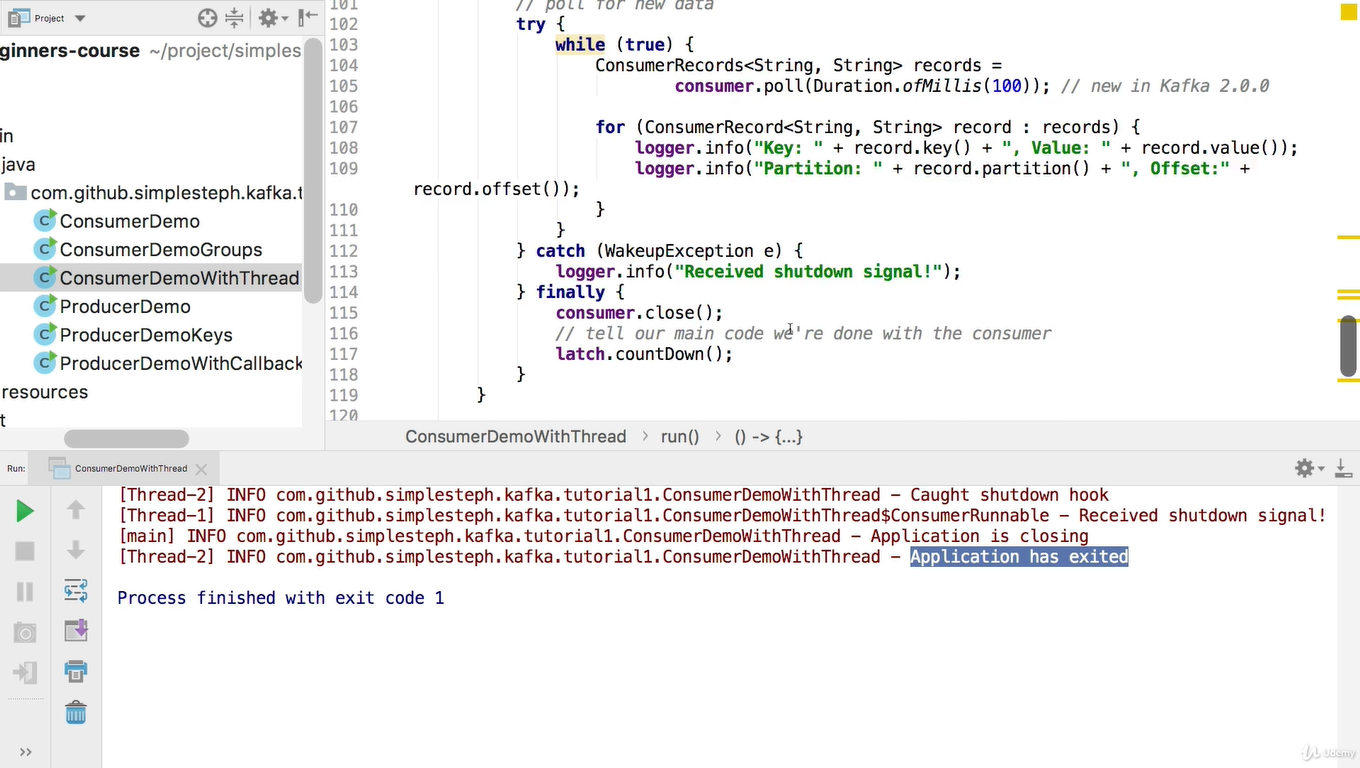 Project
ginners-course ~/project/simples
in
java
com.github.simplesteph.kafka.t
ConsumerDemo
ConsumerDemoGroups
ConsumerDemoWithThread
ProducerDemo
ProducerDemoKeys
ProducerDemoWithCallback
resources
t
101 // poll for new data
102 try {
103 while (true) {
104 ConsumerRecords<String, String> records =
105 consumer.poll(Duration.ofMillis(100)); // new in Kafka 2.0.0
106
107 for (ConsumerRecord<String, String> record : records) {
108 logger.info("Key: " + record.key() + ", Value: " + record.value());
109 logger.info("Partition: " + record.partition() + ", Offset:" +
record.offset());
110 }
111 }
112 } catch (WakeupException e) {
113 logger.info("Received shutdown signal!");
114 } finally {
115 consumer.close();
116 // tell our main code we're done with the consumer
117 latch.countDown();
118 }
119 }
120
ConsumerDemoWithThread > run() > () -> {...}
Run: ConsumerDemoWithThread
[Thread-2] INFO com.github.simplesteph.kafka.tutorial1.ConsumerDemoWithThread - Caught shutdown hook
[Thread-1] INFO com.github.simplesteph.kafka.tutorial1.ConsumerDemoWithThread$ConsumerRunnable - Received shutdown signal!
[main] INFO com.github.simplesteph.kafka.tutorial1.ConsumerDemoWithThread - Application is closing
[Thread-2] INFO com.github.simplesteph.kafka.tutorial1.ConsumerDemoWithThread - Application has exited
Process finished with exit code 1
Udemy